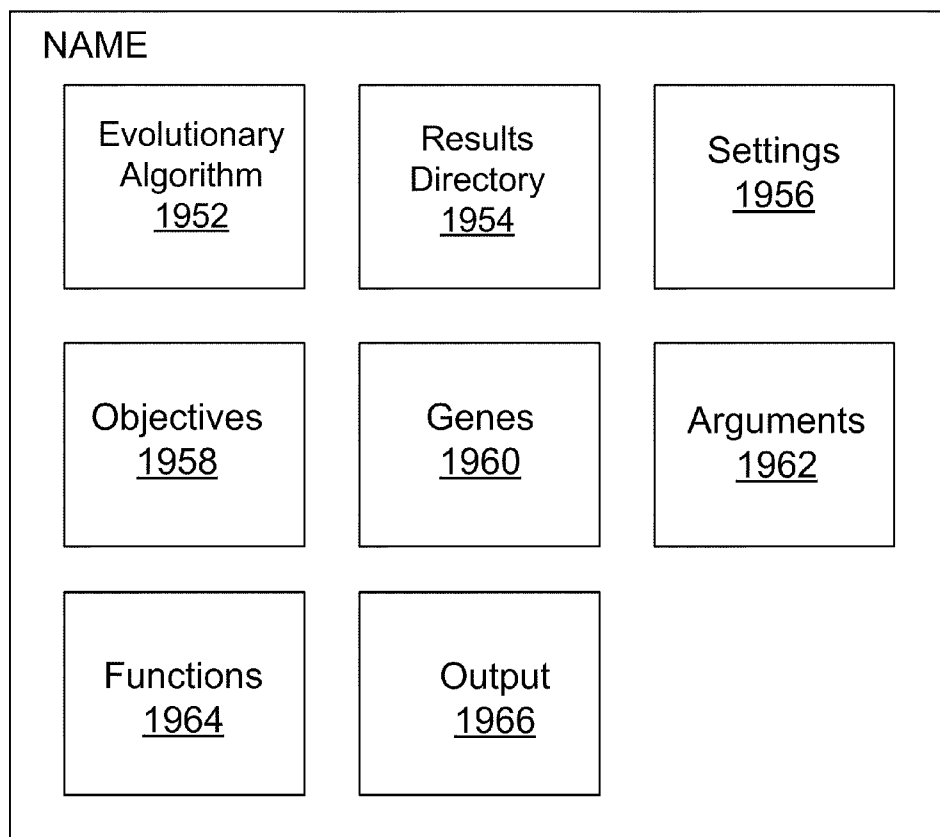 NAME
Evolutionary
Algorithm
1952
Results
Directory
1954
Settings
1956
Objectives
1958
Genes
1960
Arguments
1962
Functions
1964
Output
1966